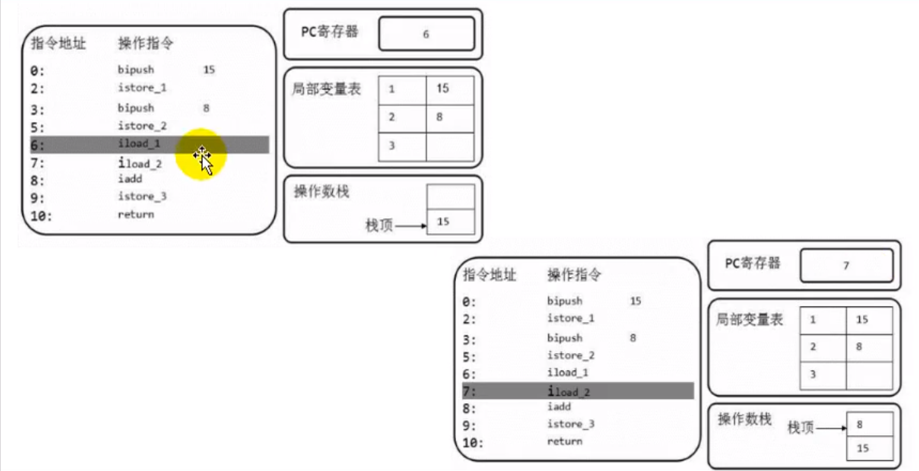 指令地址 操作指令
0: bipush 15
2: istore_1
3: bipush 8
5: istore_2
6: iload_1
7: iload_2
8: iadd
9: istore_3
10: return
PC寄存器 6
局部变量表 1 15
2 8
3
操作数栈
栈顶 15
指令地址 操作指令
0: bipush 15
2: istore_1
3: bipush 8
5: istore_2
6: iload_1
7: iload_2
8: iadd
9: istore_3
10: return
PC寄存器 7
局部变量表 1 15
2 8
3
操作数栈 栈顶 8
15